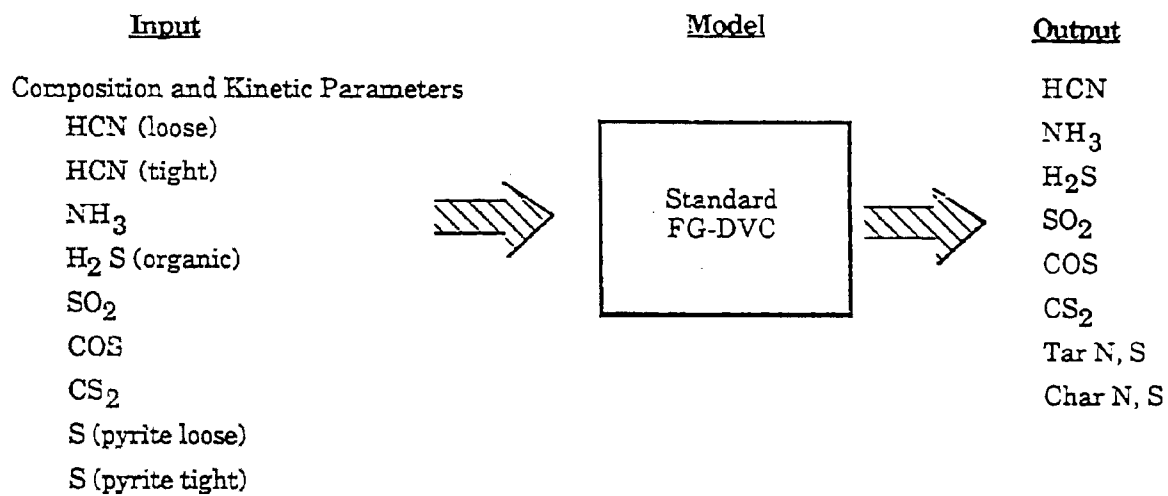 Input
Composition and Kinetic Parameters
HCN (loose)
HCN (tight)
NH3
H2 S (organic)
SO2
COS
CS2
S (pyrite loose)
S (pyrite tight)
Model
Standard
FG-DVC
Output
HCN
NH3
H2S
SO2
COS
CS2
Tar N, S
Char N, S